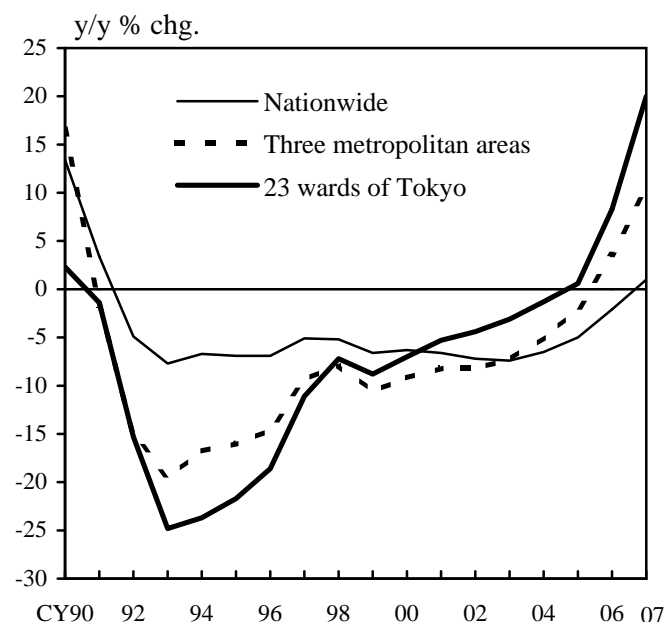 y/y % chg.
25
20
15
10
5
0
-5
-10
-15
-20
-25
-30
Nationwide
Three metropolitan areas
23 wards of Tokyo
CY90 92 94 96 98 00 02 04 06 07